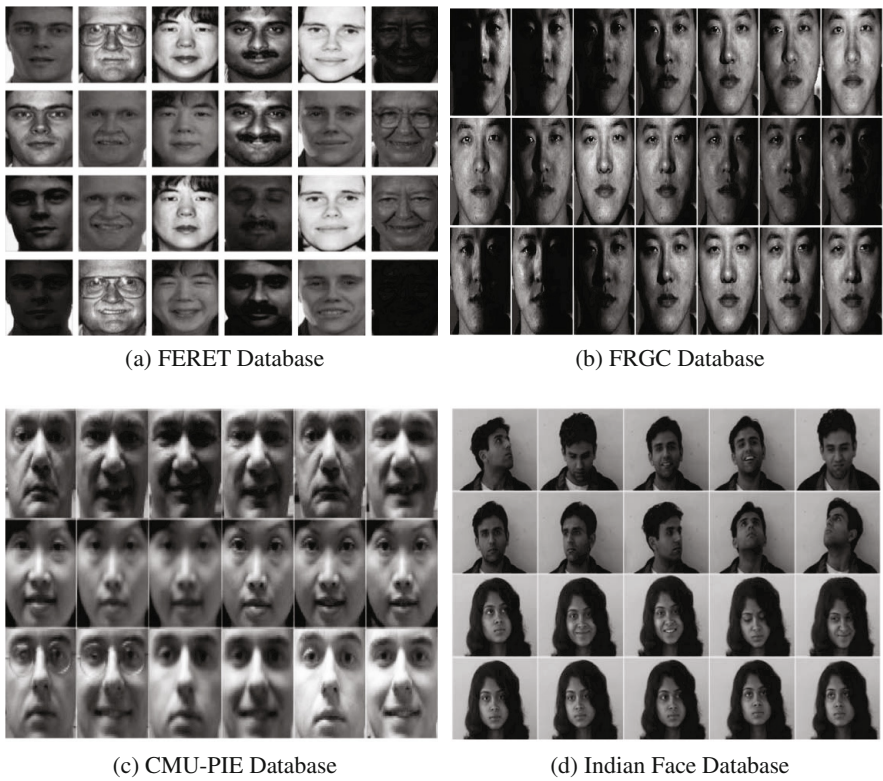 (a) FERET Database
(b) FRGC Database
(c) CMU-PIE Database
(d) Indian Face Database